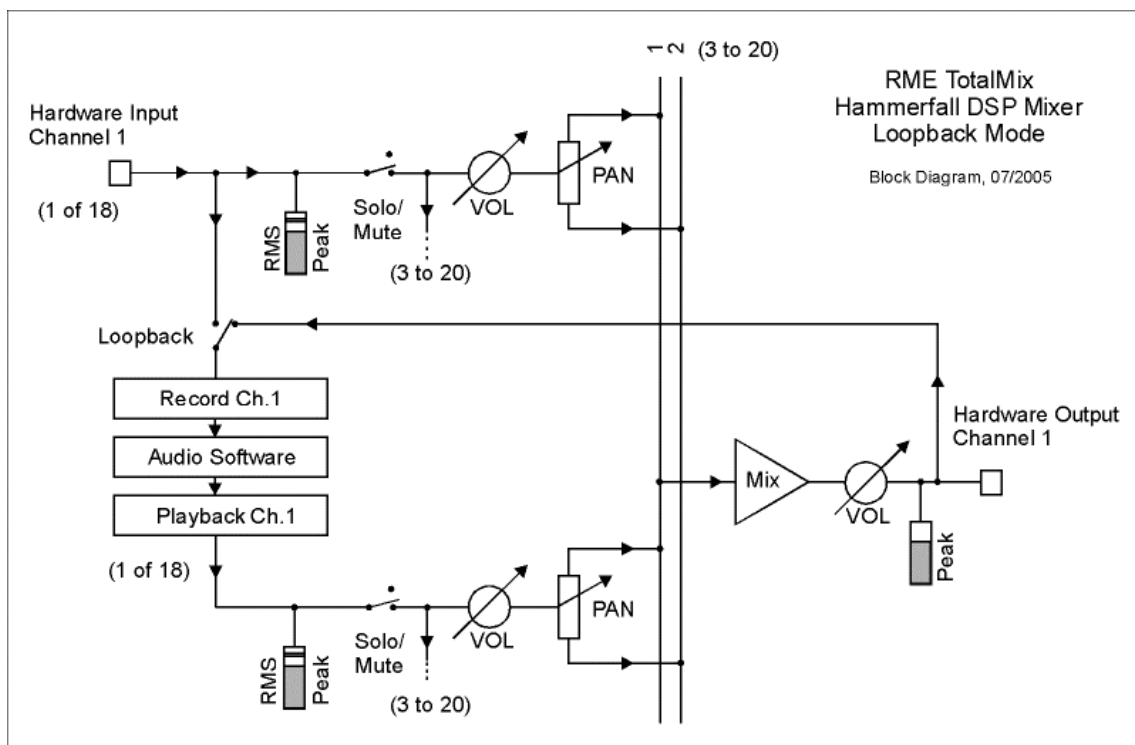 1
2
(3 to 20)
RME TotalMix
Hammerfall DSP Mixer
Loopback Mode
Block Diagram, 07/2005
Hardware Input
Channel 1
(1 of 18)
RMS
Peak
Solo/
Mute
(3 to 20)
VOL
PAN
Loopback
Record Ch.1
Audio Software
Playback Ch.1
(1 of 18)
Mix
VOL
Hardware Output
Channel 1
Peak
RMS
Peak
Solo/
Mute
(3 to 20)
VOL
PAN